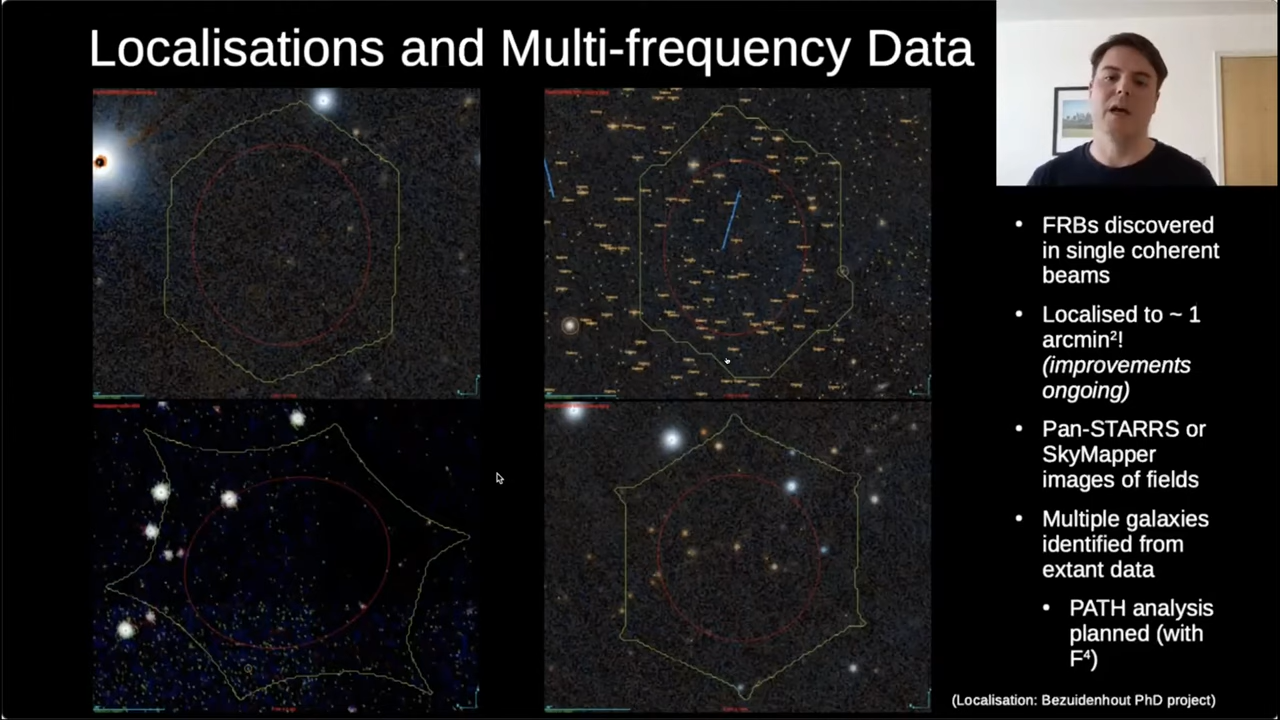 Localisations and Multi-frequency Data
• FRBs discovered
in single coherent
beams
• Localised to ~ 1
arcmin²!
(improvements
ongoing)
• Pan-STARRS or
SkyMapper
images of fields
• Multiple galaxies
identified from
extant data
• PATH analysis
planned (with
F⁴)
(Localisation: Bezuidenhout PhD project)